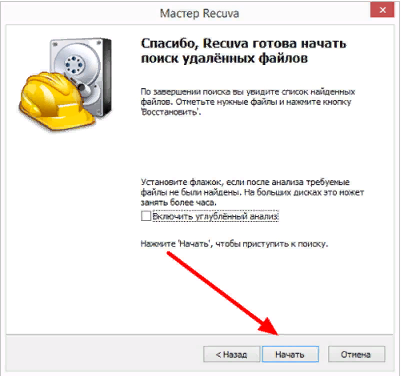 Мастер Recuva
Спасибо, Recuva готова начать
поиск удалённых файлов
По завершении поиска вы увидите список найденных
файлов. Отметьте нужные файлы и нажмите кнопку
'Восстановить'.
Установите флажок, если после анализа требуемые
файлы не были найдены. На больших дисках это может
занять более часа.
Включить углублённый анализ
Нажмите 'Начать', чтобы приступить к поиску.
< Назад
Начать
Отмена